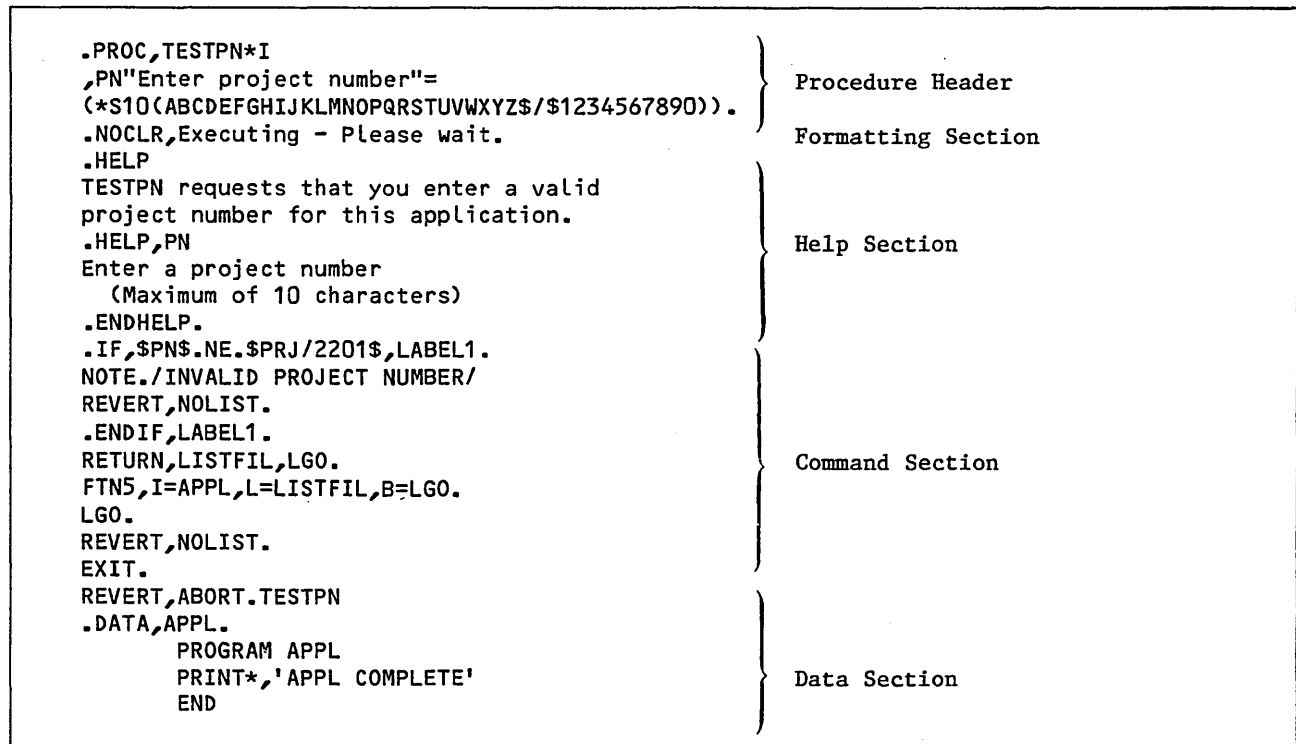 .PROC,TESTPN*I
,PN"Enter project number"=
(*S10(ABCDEFGHIJKLMNOPQRSTUVWXYZ$/$1234567890)).
Procedure Header
.NOCLR,Executing - Please wait.
Formatting Section
.HELP
TESTPN requests that you enter a valid
project number for this application.
.HELP,PN
Help Section
Enter a project number
(Maximum of 10 characters)
.ENDHELP.
.IF,$PN$.NE.$PRJ/2201$,LABEL1.
NOTE./INVALID PROJECT NUMBER/
REVERT,NOLIST.
.ENDIF,LABEL1.
RETURN,LISTFIL,LGO.
Command Section
FTN5,I=APPL,L=LISTFIL,B=LGO.
LGO.
REVERT,NOLIST.
EXIT.
REVERT,ABORT.TESTPN
.DATA,APPL.
PROGRAM APPL
PRINT*,'APPL COMPLETE'
Data Section
END